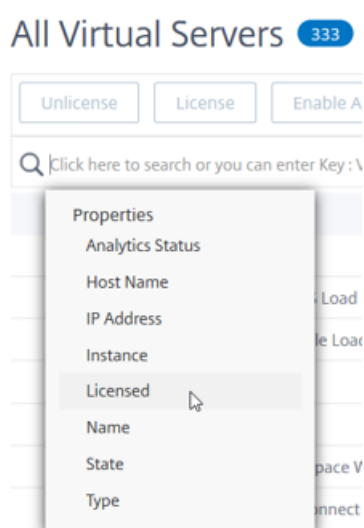 All Virtual Servers 333
Unlicense License Enable A
Click here to search or you can enter Key : V
Properties
Analytics Status
Host Name
IP Address
S Load
Instance
le Load
Licensed
Name
State
pace W
Type
onnect